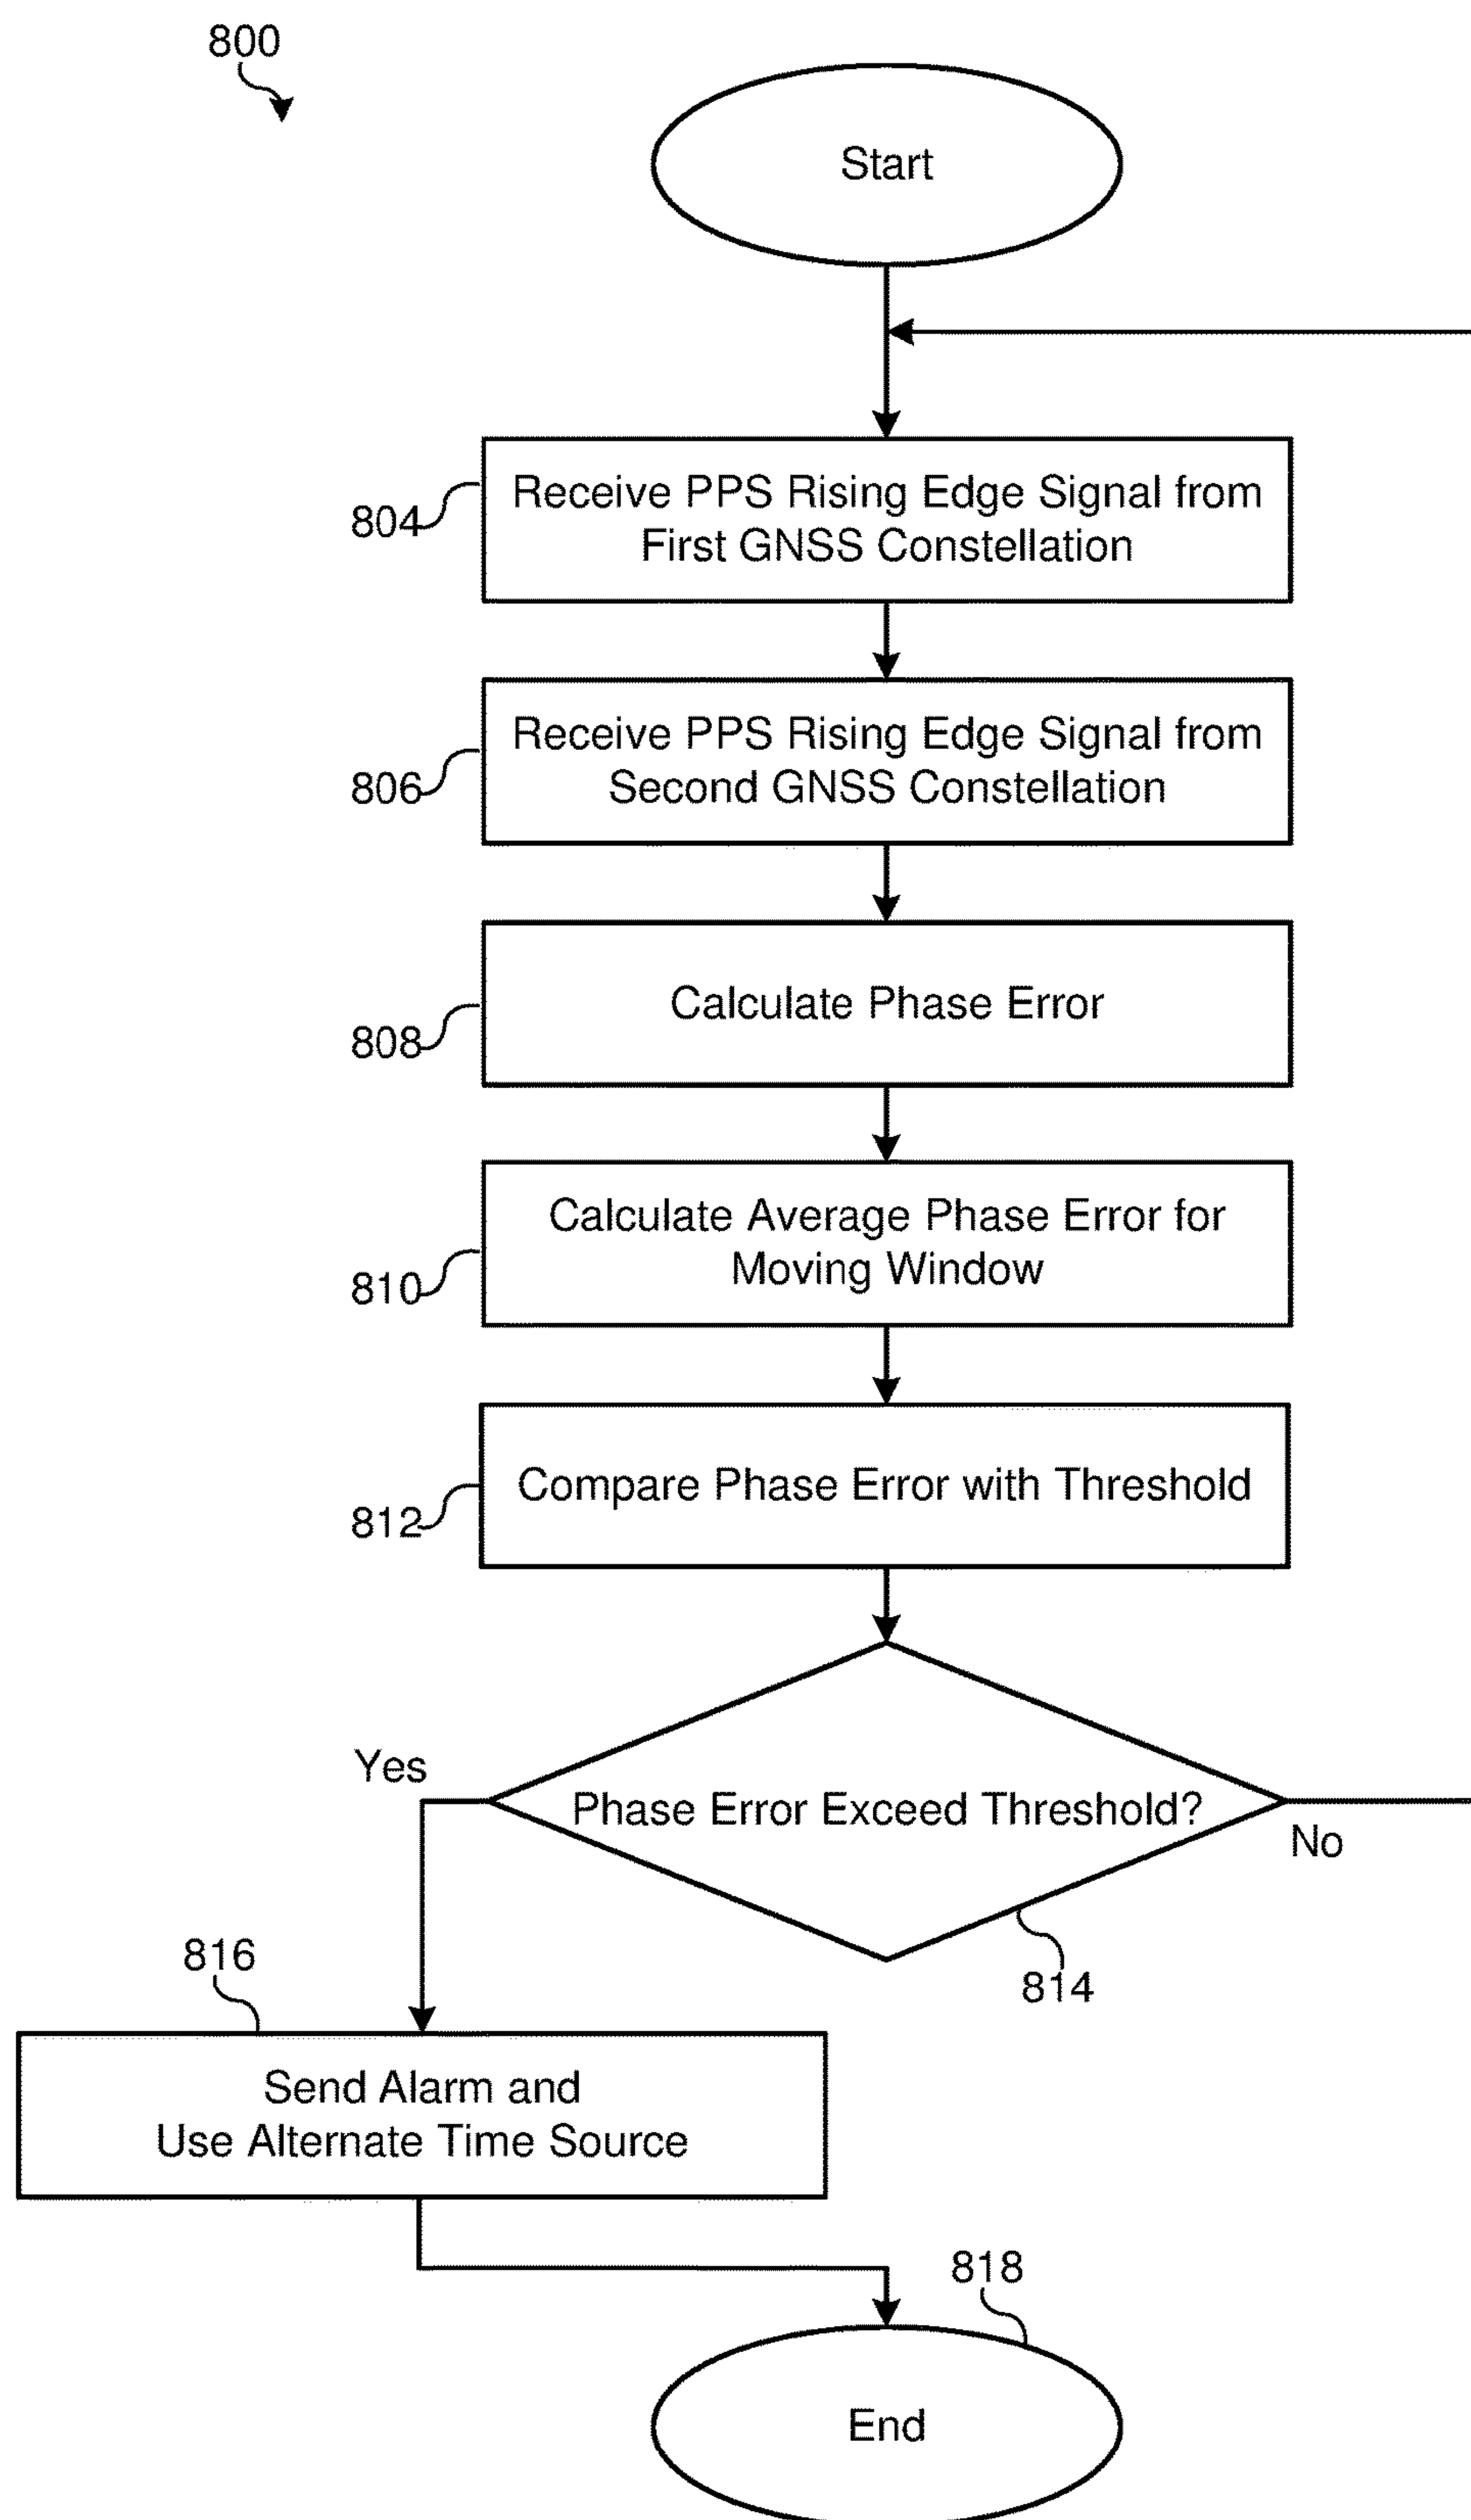 800
Start
804
Receive PPS Rising Edge Signal from
First GNSS Constellation
806
Receive PPS Rising Edge Signal from
Second GNSS Constellation
808
Calculate Phase Error
810
Calculate Average Phase Error for
Moving Window
812
Compare Phase Error with Threshold
Yes
Phase Error Exceed Threshold?
No
814
816
Send Alarm and
Use Alternate Time Source
818
End